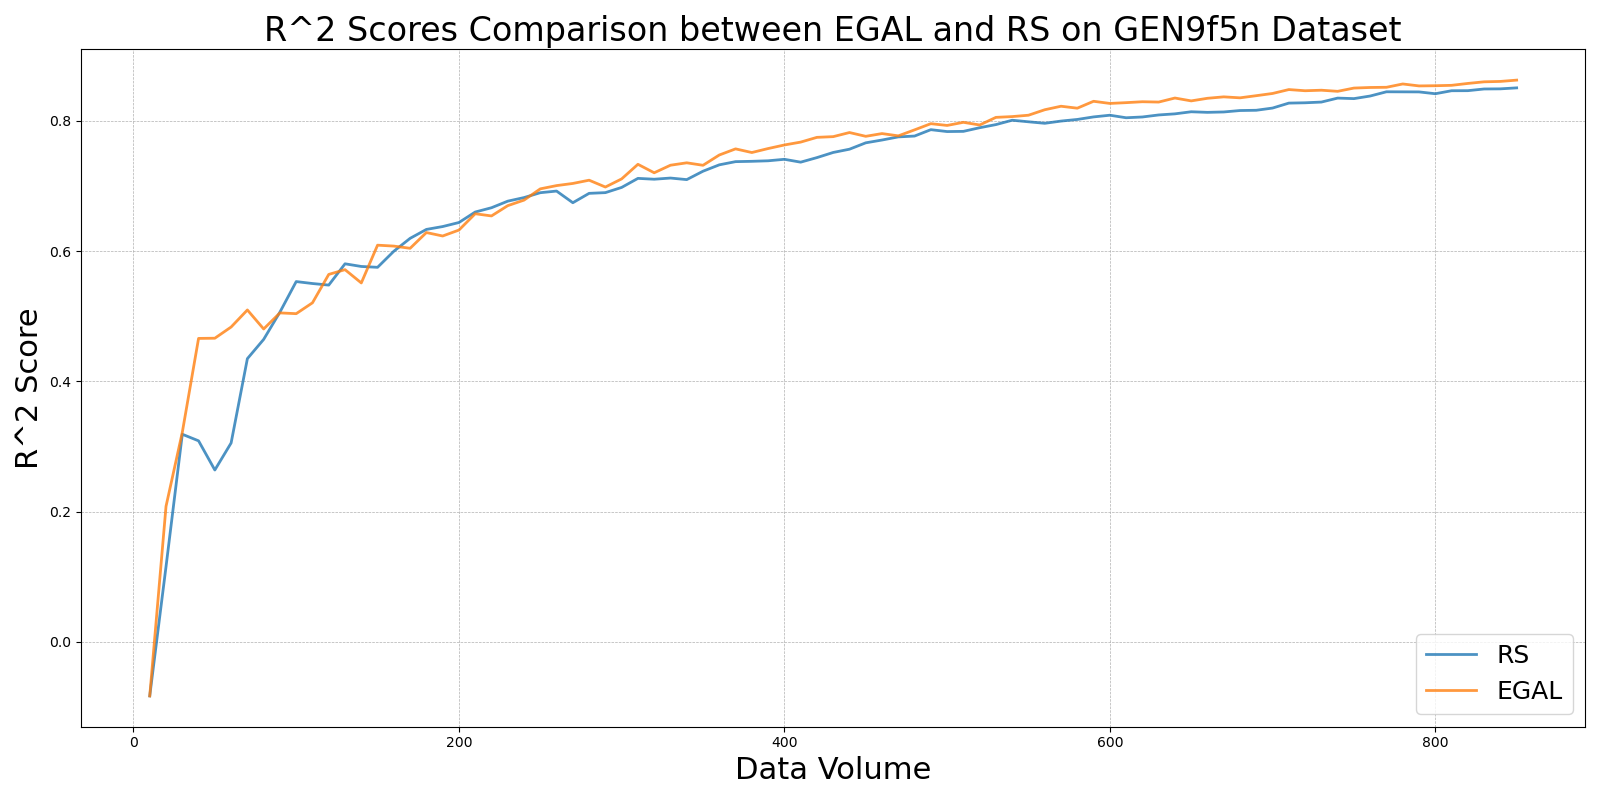 R^2 Scores Comparison between EGAL and RS on GEN9f5n Dataset
R^2 Score
0.8
0.6
0.4
0.2
0.0
0 200 400 600 800
Data Volume
RS
EGAL